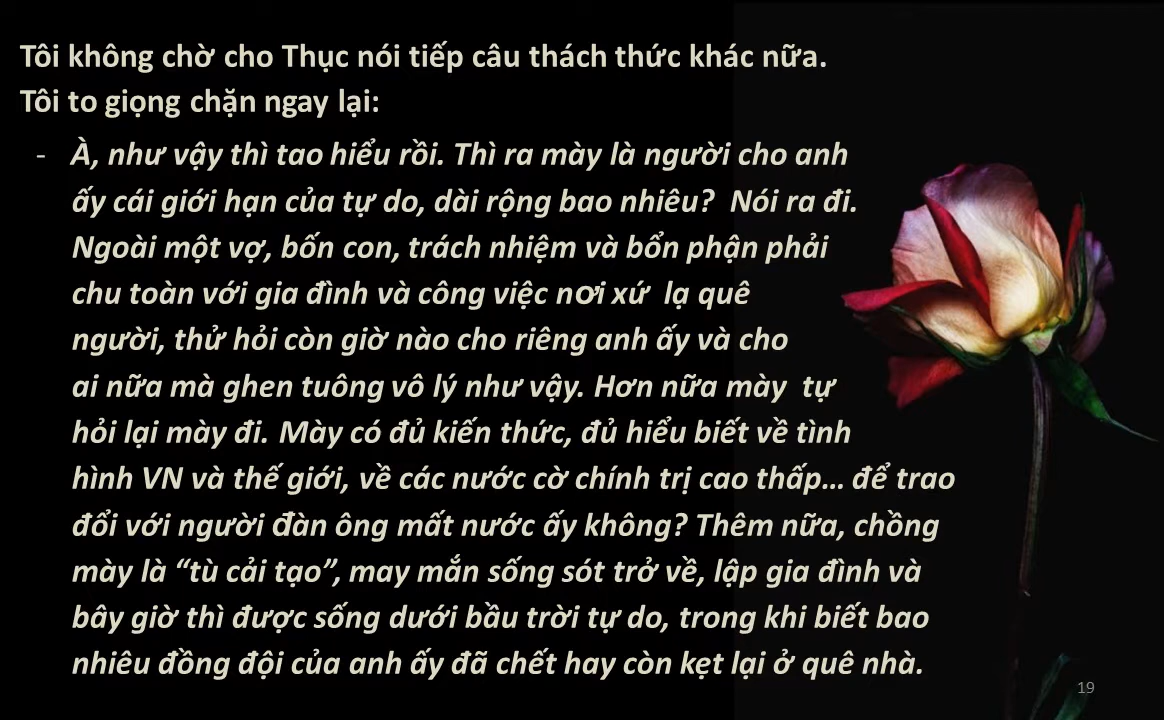 Tôi không chờ cho Thục nói tiếp câu thách thức khác nữa.
Tôi to giọng chặn ngay lại:
- À, như vậy thì tao hiểu rồi. Thì ra mày là người cho anh
ấy cái giới hạn của tự do, dài rộng bao nhiêu?  Nói ra đi.
Ngoài một vợ, bốn con, trách nhiệm và bổn phận phải
chu toàn với gia đình và công việc nơi xứ  lạ quê
người, thử hỏi còn giờ nào cho riêng anh ấy và cho
ai nữa mà ghen tuông vô lý như vậy. Hơn nữa mày  tự
hỏi lại mày đi. Mày có đủ kiến thức, đủ hiểu biết về tình
hình VN và thế giới, về các nước cờ chính trị cao thấp… để trao
đổi với người đàn ông mất nước ấy không? Thêm nữa, chồng
mày là “tù cải tạo”, may mắn sống sót trở về, lập gia đình và
bây giờ thì được sống dưới bầu trời tự do, trong khi biết bao
nhiêu đồng đội của anh ấy đã chết hay còn kẹt lại ở quê nhà.
19